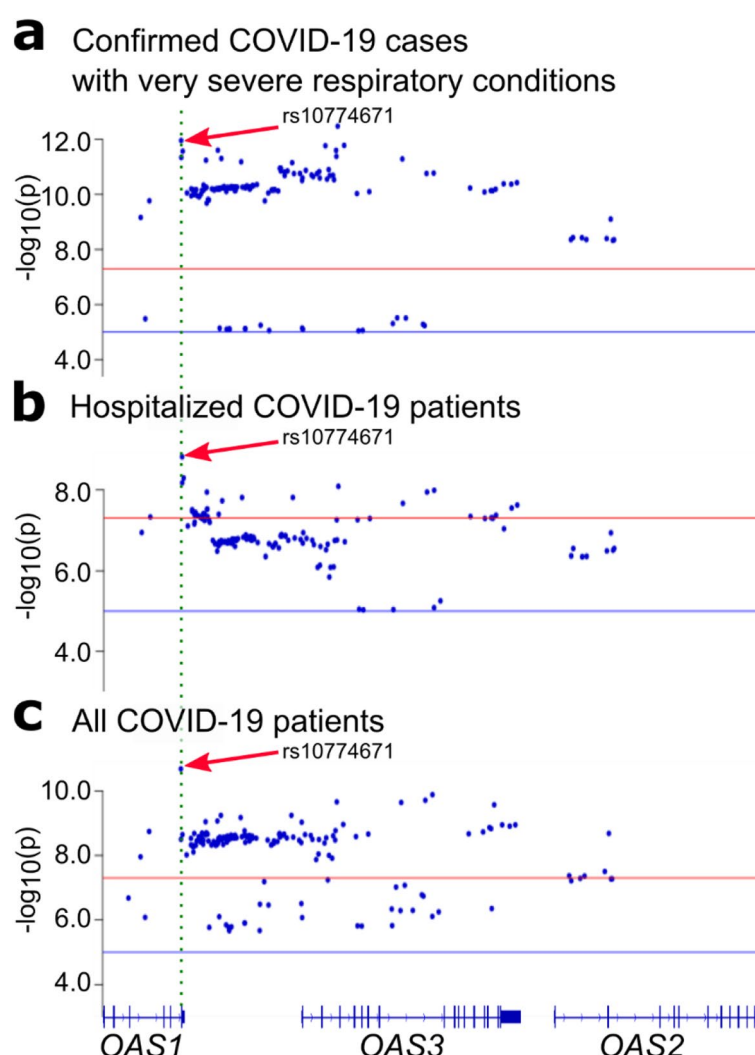 a Confirmed COVID-19 cases
with very severe respiratory conditions
rs10774671
12.0
10.0
8.0
6.0
4.0
-log10(p)
b Hospitalized COVID-19 patients
rs10774671
8.0
6.0
4.0
-log10(p)
c All COVID-19 patients
rs10774671
10.0
8.0
6.0
4.0
-log10(p)
OAS1 OAS3 OAS2